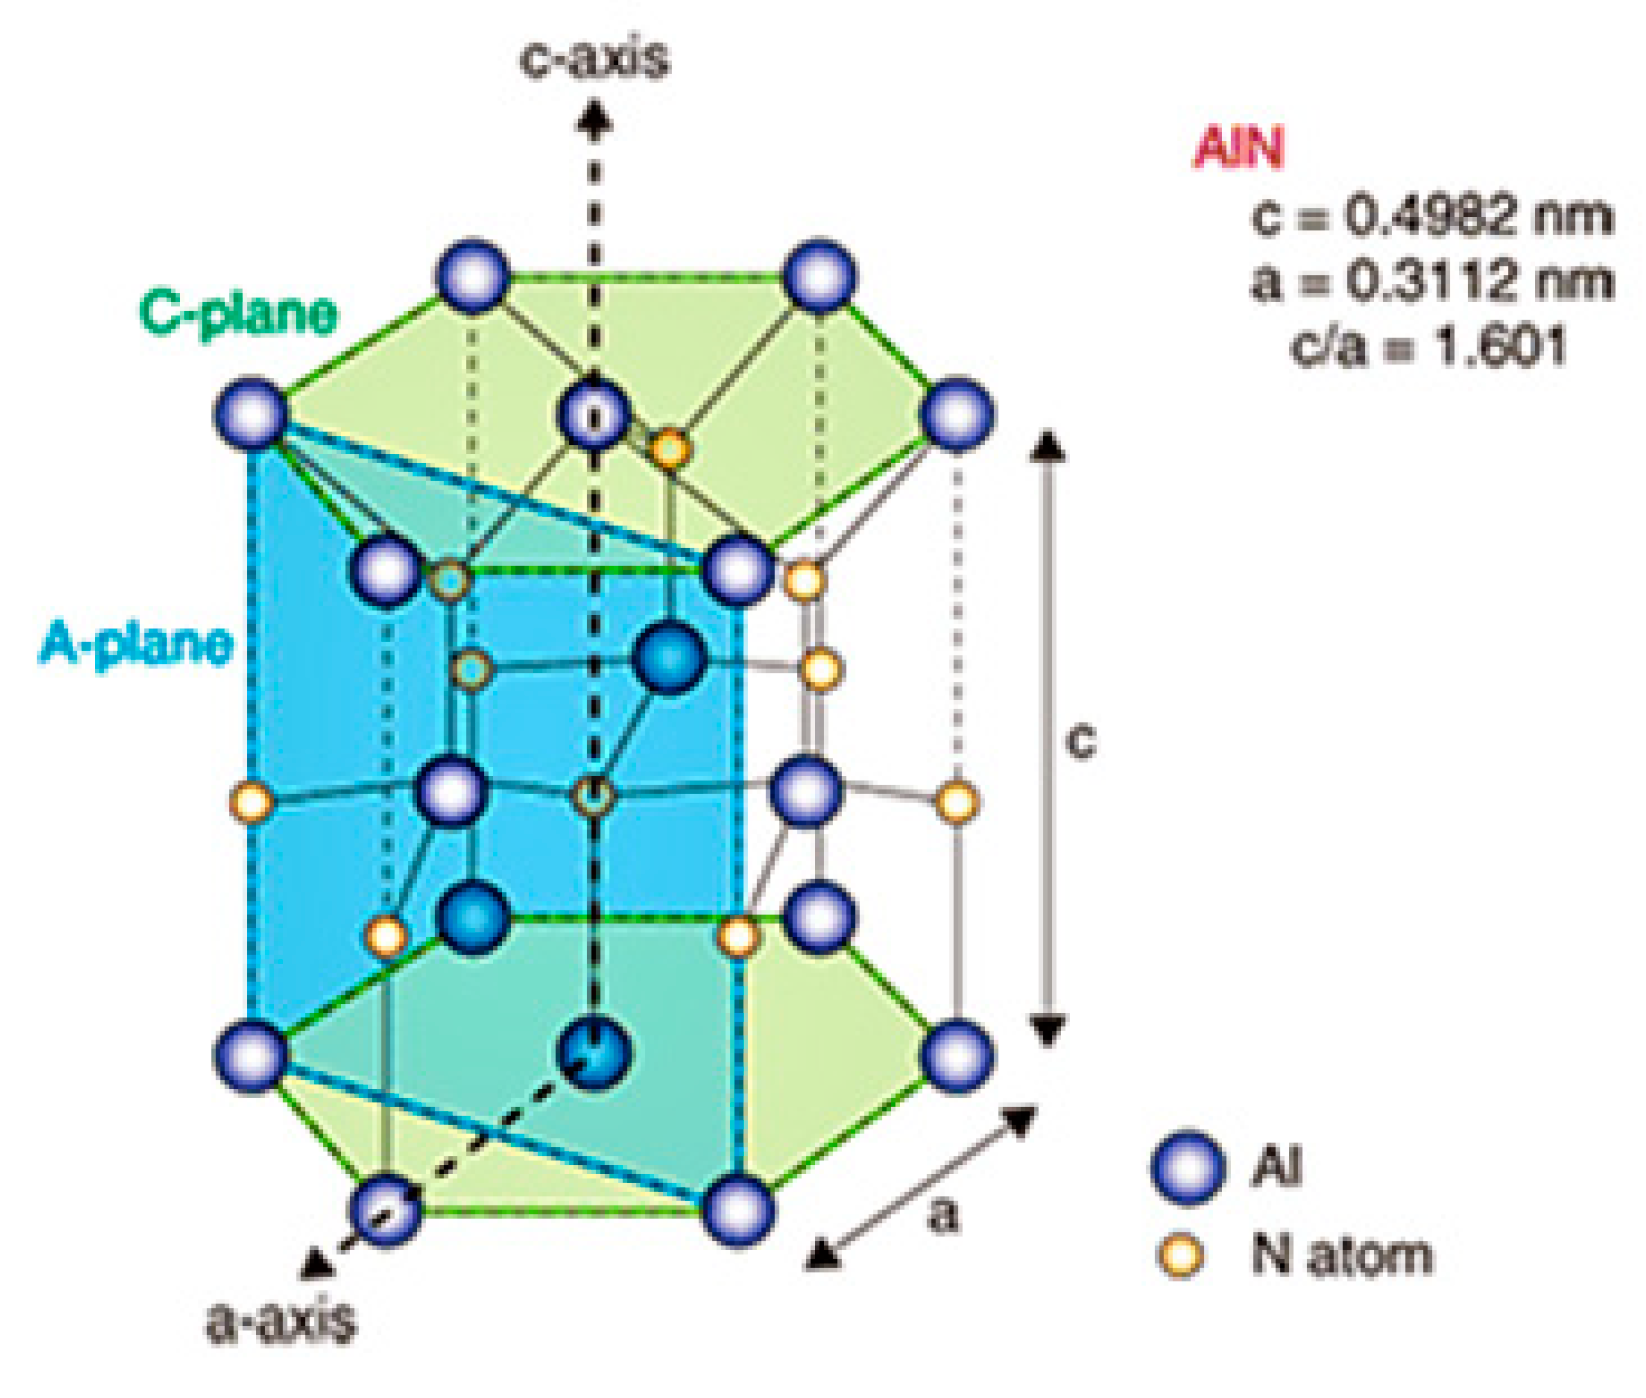 c-axis
AlN
c = 0.4982 nm
a = 0.3112 nm
c/a = 1.601
C-plane
A-plane
c
a
Al
N atom
a-axis